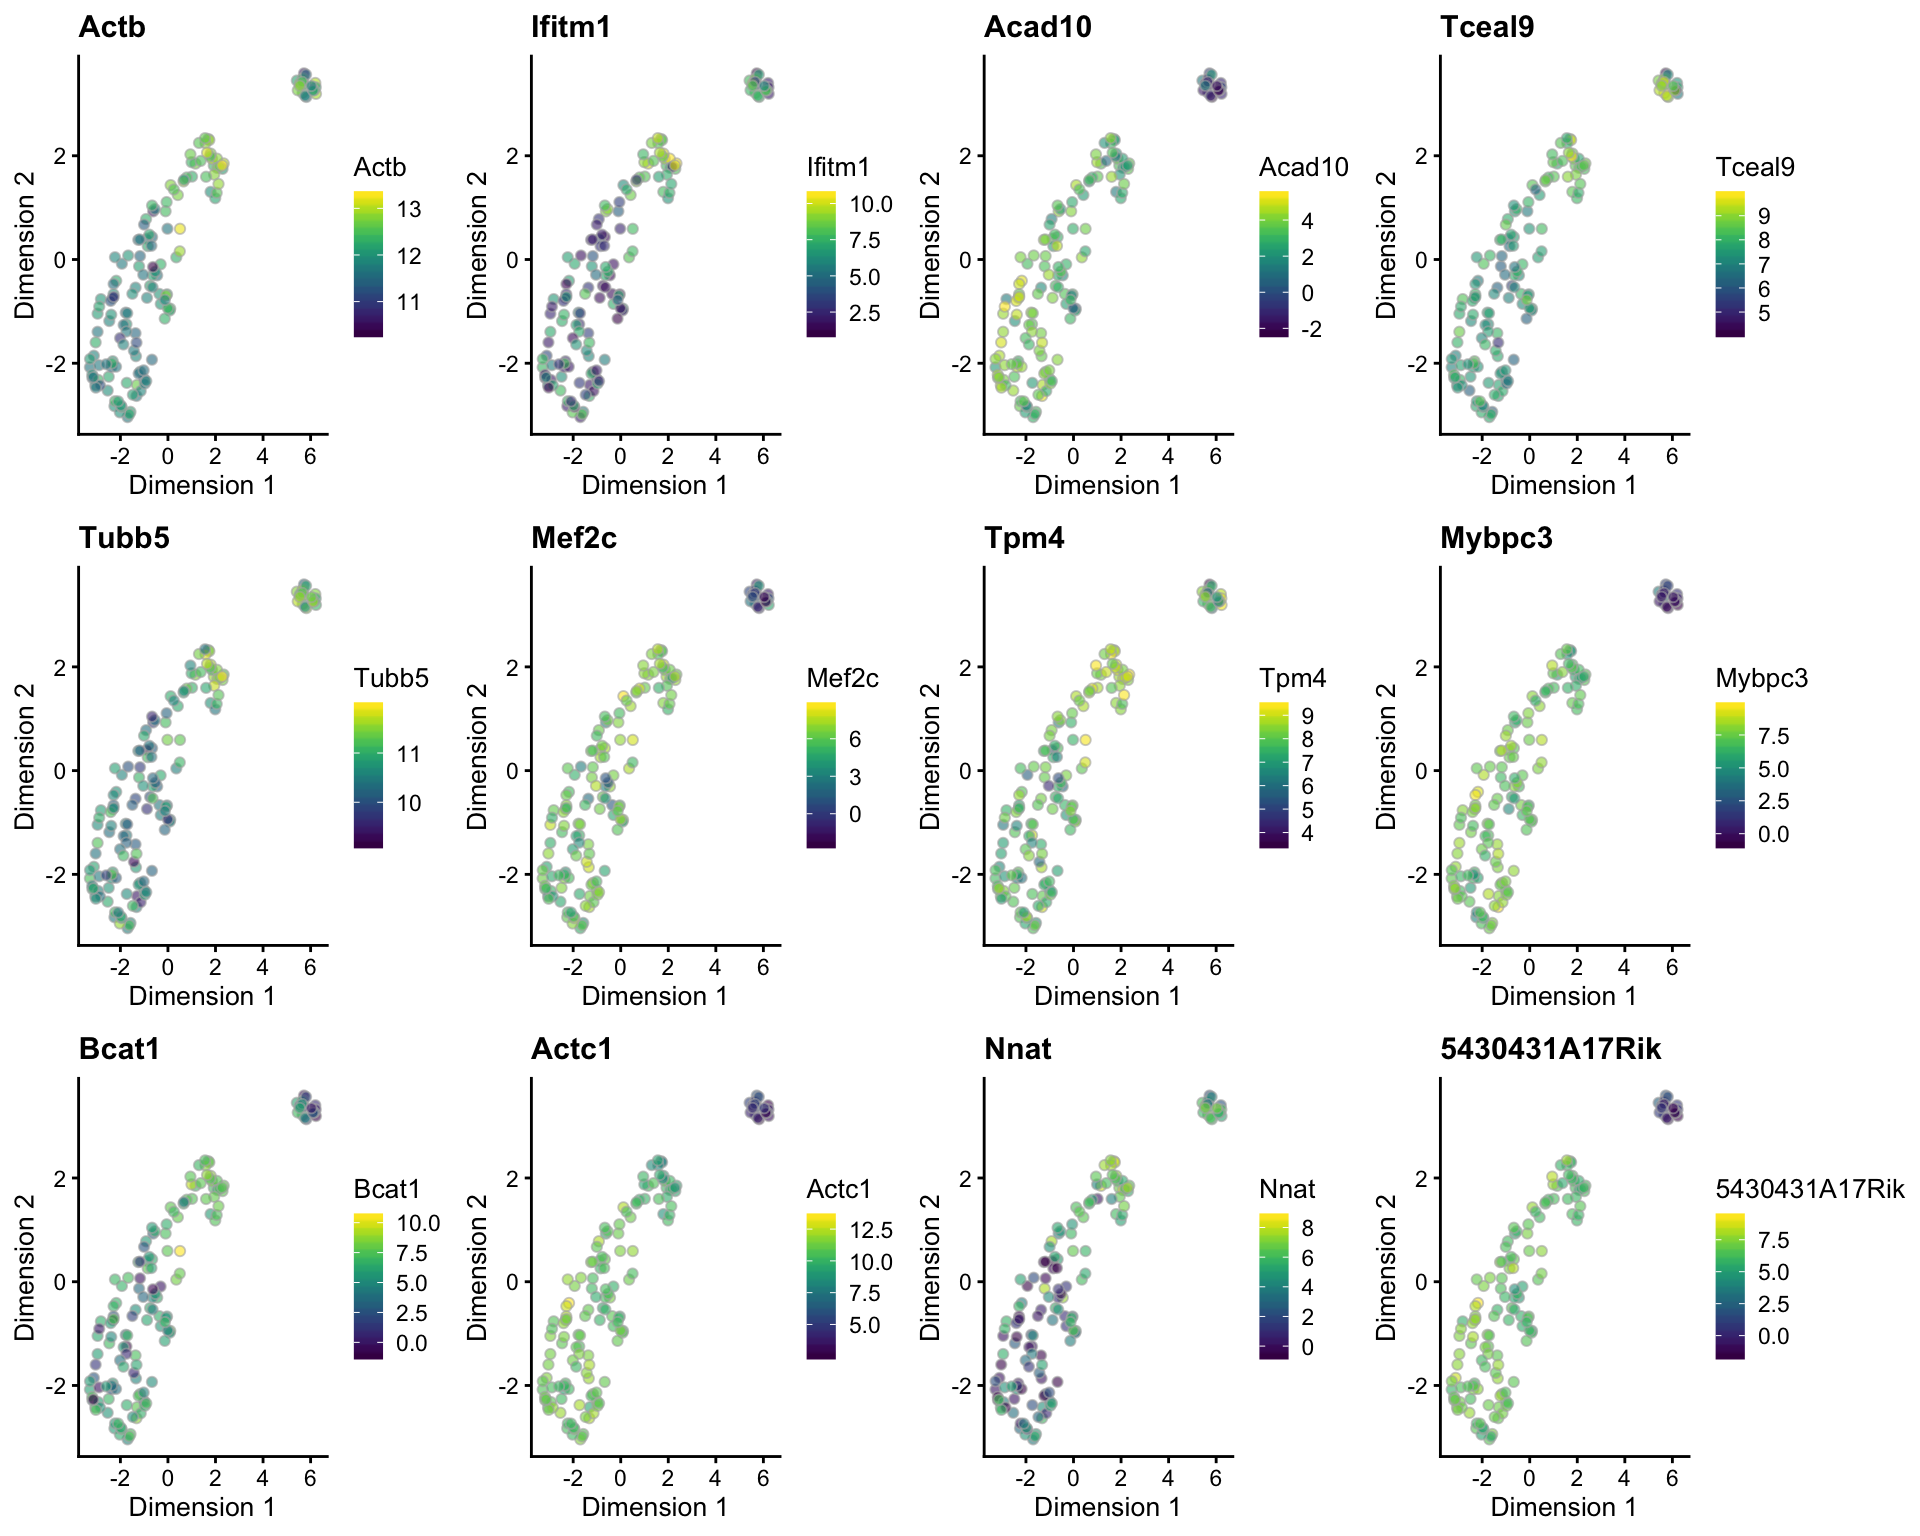 Actb
Ifitm1
Acad10
Tceal9
Dimension 2
2
0
-2
-2 0 2 4 6
Dimension 1
Actb
13
12
11
Dimension 2
2
0
-2
-2 0 2 4 6
Dimension 1
Ifitm1
10.0
7.5
5.0
2.5
Dimension 2
2
0
-2
-2 0 2 4 6
Dimension 1
Acad10
4
2
0
-2
Dimension 2
2
0
-2
-2 0 2 4 6
Dimension 1
Tceal9
9
8
7
6
5
Tubb5
Mef2c
Tpm4
Mybpc3
Dimension 2
2
0
-2
-2 0 2 4 6
Dimension 1
Tubb5
11
10
Dimension 2
2
0
-2
-2 0 2 4 6
Dimension 1
Mef2c
6
3
0
Dimension 2
2
0
-2
-2 0 2 4 6
Dimension 1
Tpm4
9
8
7
6
5
4
Dimension 2
2
0
-2
-2 0 2 4 6
Dimension 1
Mybpc3
7.5
5.0
2.5
0.0
Bcat1
Actc1
Nnat
5430431A17Rik
Dimension 2
2
0
-2
-2 0 2 4 6
Dimension 1
Bcat1
10.0
7.5
5.0
2.5
0.0
Dimension 2
2
0
-2
-2 0 2 4 6
Dimension 1
Actc1
12.5
10.0
7.5
5.0
Dimension 2
2
0
-2
-2 0 2 4 6
Dimension 1
Nnat
8
6
4
2
0
Dimension 2
2
0
-2
-2 0 2 4 6
Dimension 1
5430431A17Rik
7.5
5.0
2.5
0.0